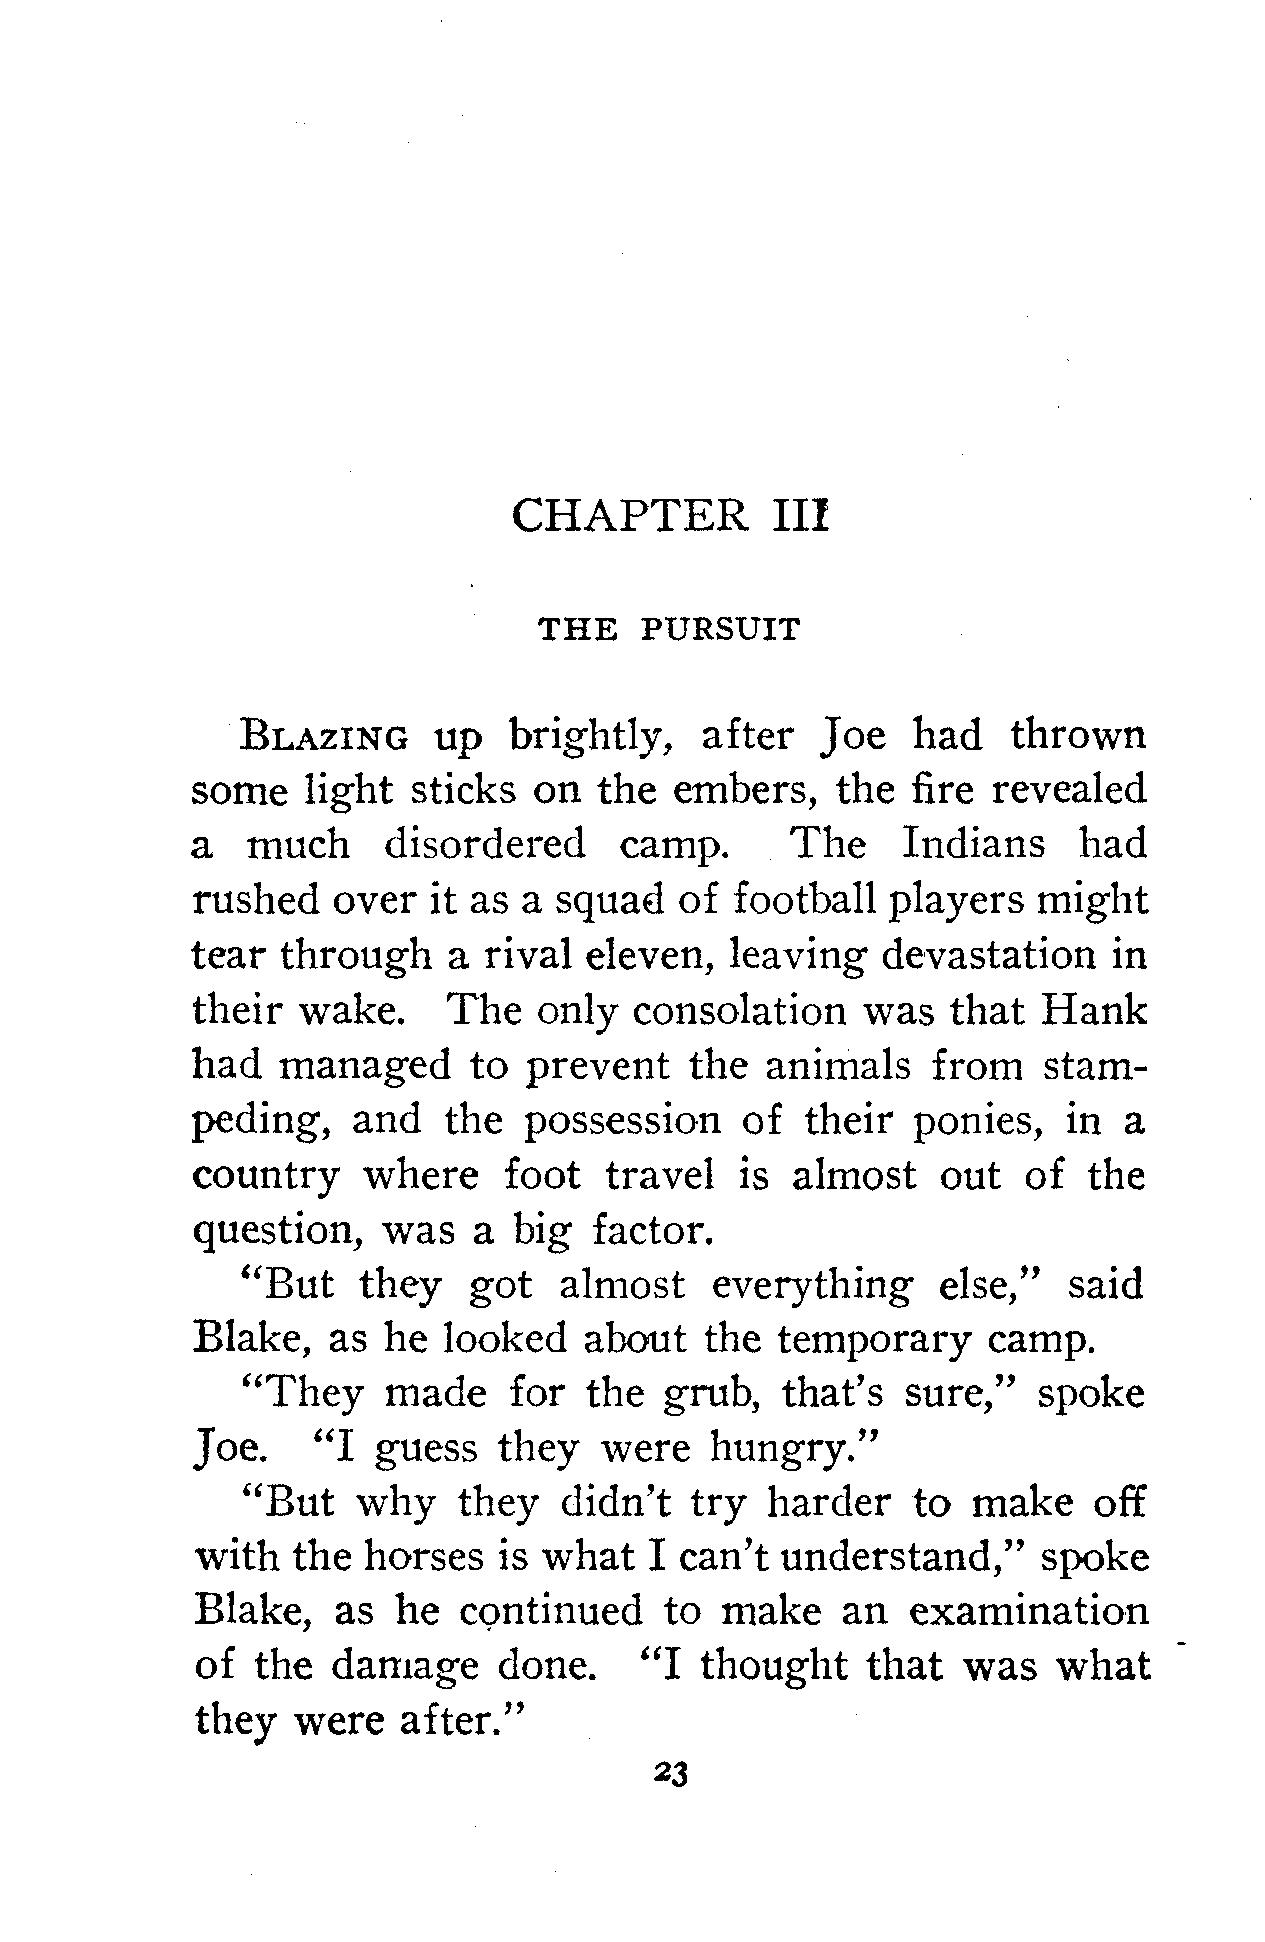 CHAPTER III
THE PURSUIT
BLAZING up brightly, after Joe had thrown
some light sticks on the embers, the fire revealed
a much disordered camp. The Indians had
rushed over it as a squad of football players might
tear through a rival eleven, leaving devastation in
their wake. The only consolation was that Hank
had managed to prevent the animals from stam-
peding, and the possession of their ponies, in a
country where foot travel is almost out of the
question, was a big factor.
“But they got almost everything else,” said
Blake, as he looked about the temporary camp.
“They made for the grub, that’s sure,” spoke
Joe. “I guess they were hungry.”
“But why they didn’t try harder to make off
with the horses is what I can’t understand,” spoke
Blake, as he continued to make an examination
of the damage done. “I thought that was what
they were after.”
23